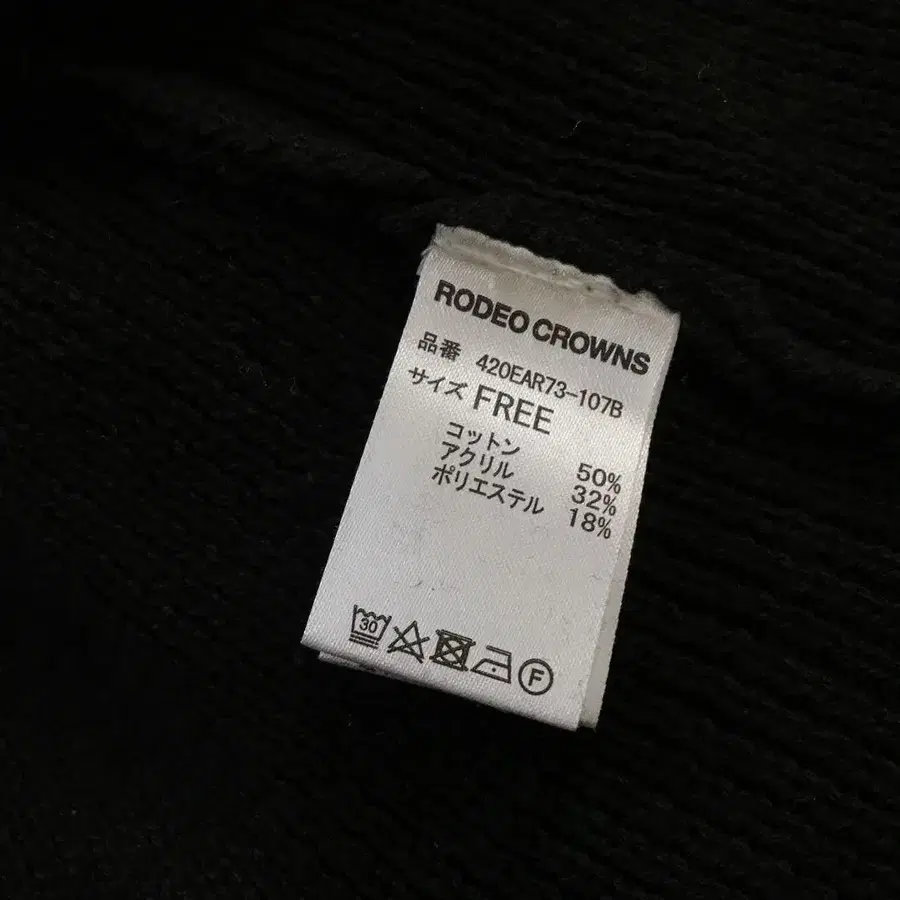 RODEO CROWNS
品番 420EAR73-107B
サイズ FREE
コットン 50%
アクリル 32%
ポリエステル 18%
30
F